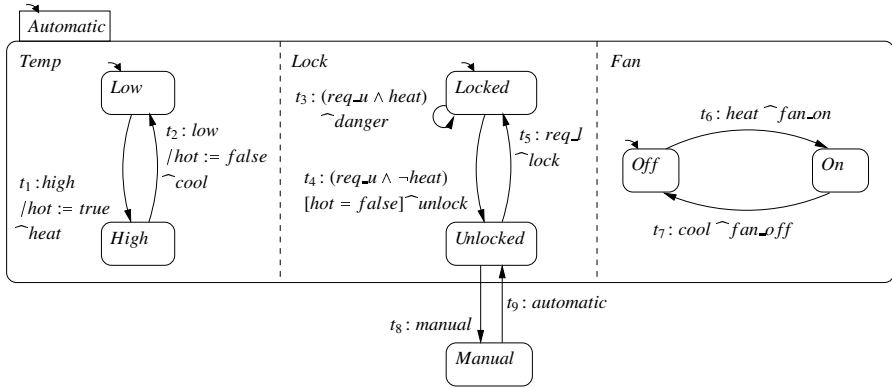 Automatic
Temp
Low
t₂ : low
/hot := false
⌢cool
t₁ : high
/hot := true
⌢heat
High
Lock
Locked
t₃ : (req_u ∧ heat)
⌢danger
t₅ : req_l
⌢lock
t₄ : (req_u ∧ ¬heat)
[hot = false]⌢unlock
Unlocked
Fan
t₆ : heat ⌢fan_on
Off
On
t₇ : cool ⌢fan_off
t₈ : manual
t₉ : automatic
Manual